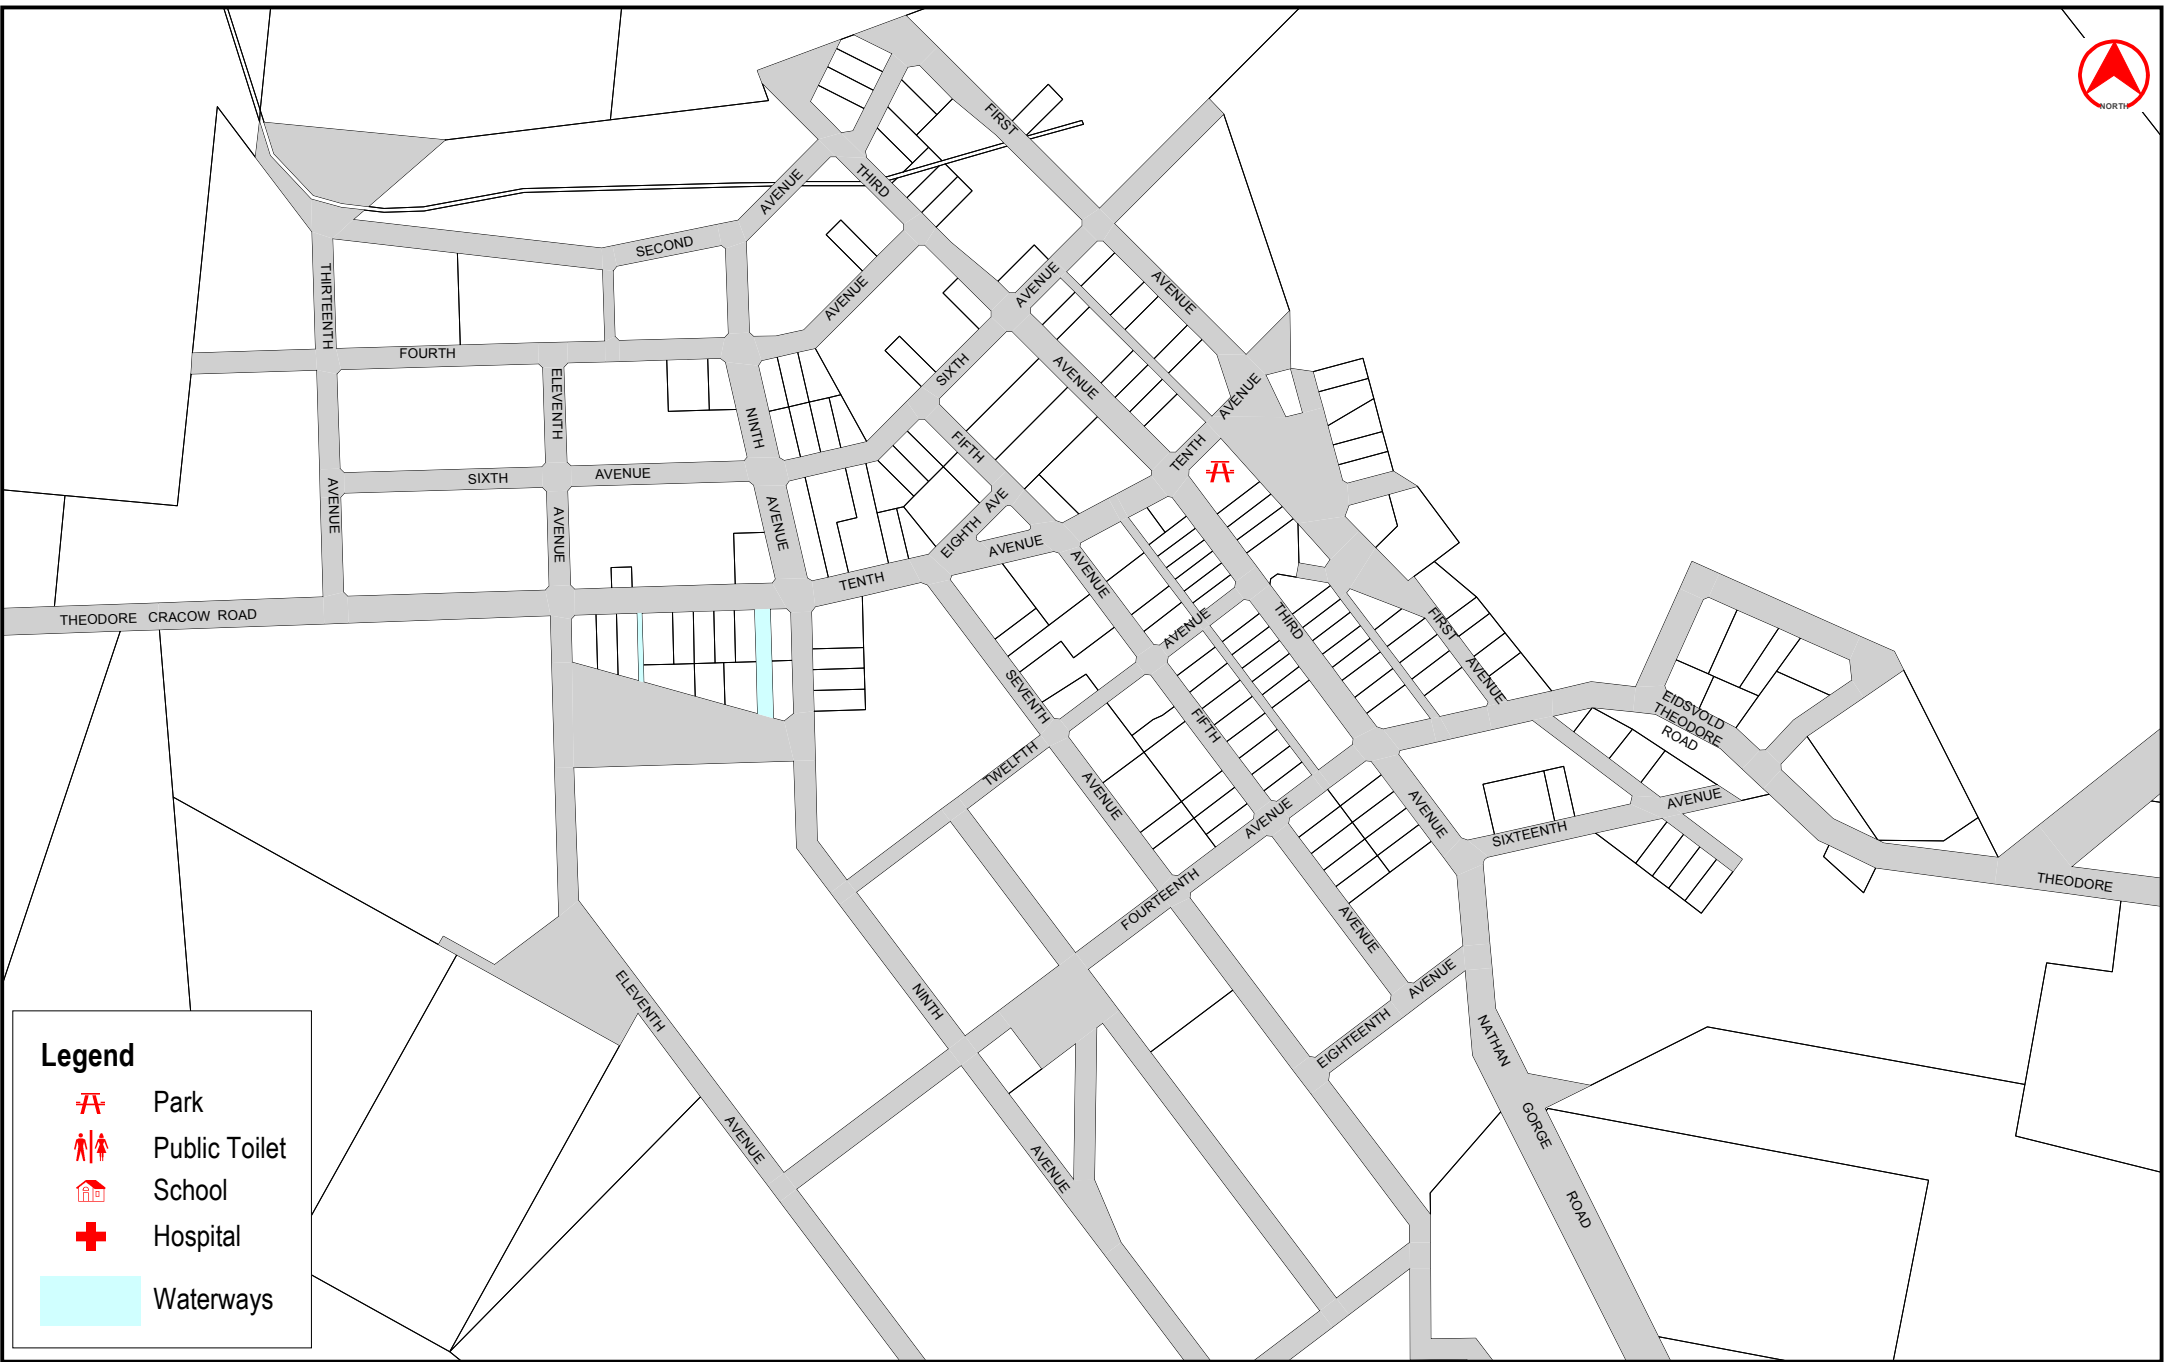 NORTH
FIRST
THIRD
AVENUE
SECOND
THIRTEENTH
AVENUE
AVENUE
AVENUE
FOURTH
SIXTH
AVENUE
ELEVENTH
NINTH
AVENUE
FIFTH
TENTH
SIXTH
AVENUE
AVENUE
AVENUE
AVENUE
EIGHTH AVE
AVENUE
TENTH
AVENUE
THEODORE CRACOW ROAD
THIRD
AVENUE
FIRST
AVENUE
SEVENTH
FIFTH
EIDSVOLD
THEODORE
ROAD
TWELFTH
AVENUE
AVENUE
AVENUE
AVENUE
SIXTEENTH
FOURTEENTH
AVENUE
THEODORE
AVENUE
EIGHTEENTH
ELEVENTH
NINTH
NATHAN
GORGE
ROAD
AVENUE
AVENUE
Legend
Park
Public Toilet
School
Hospital
Waterways